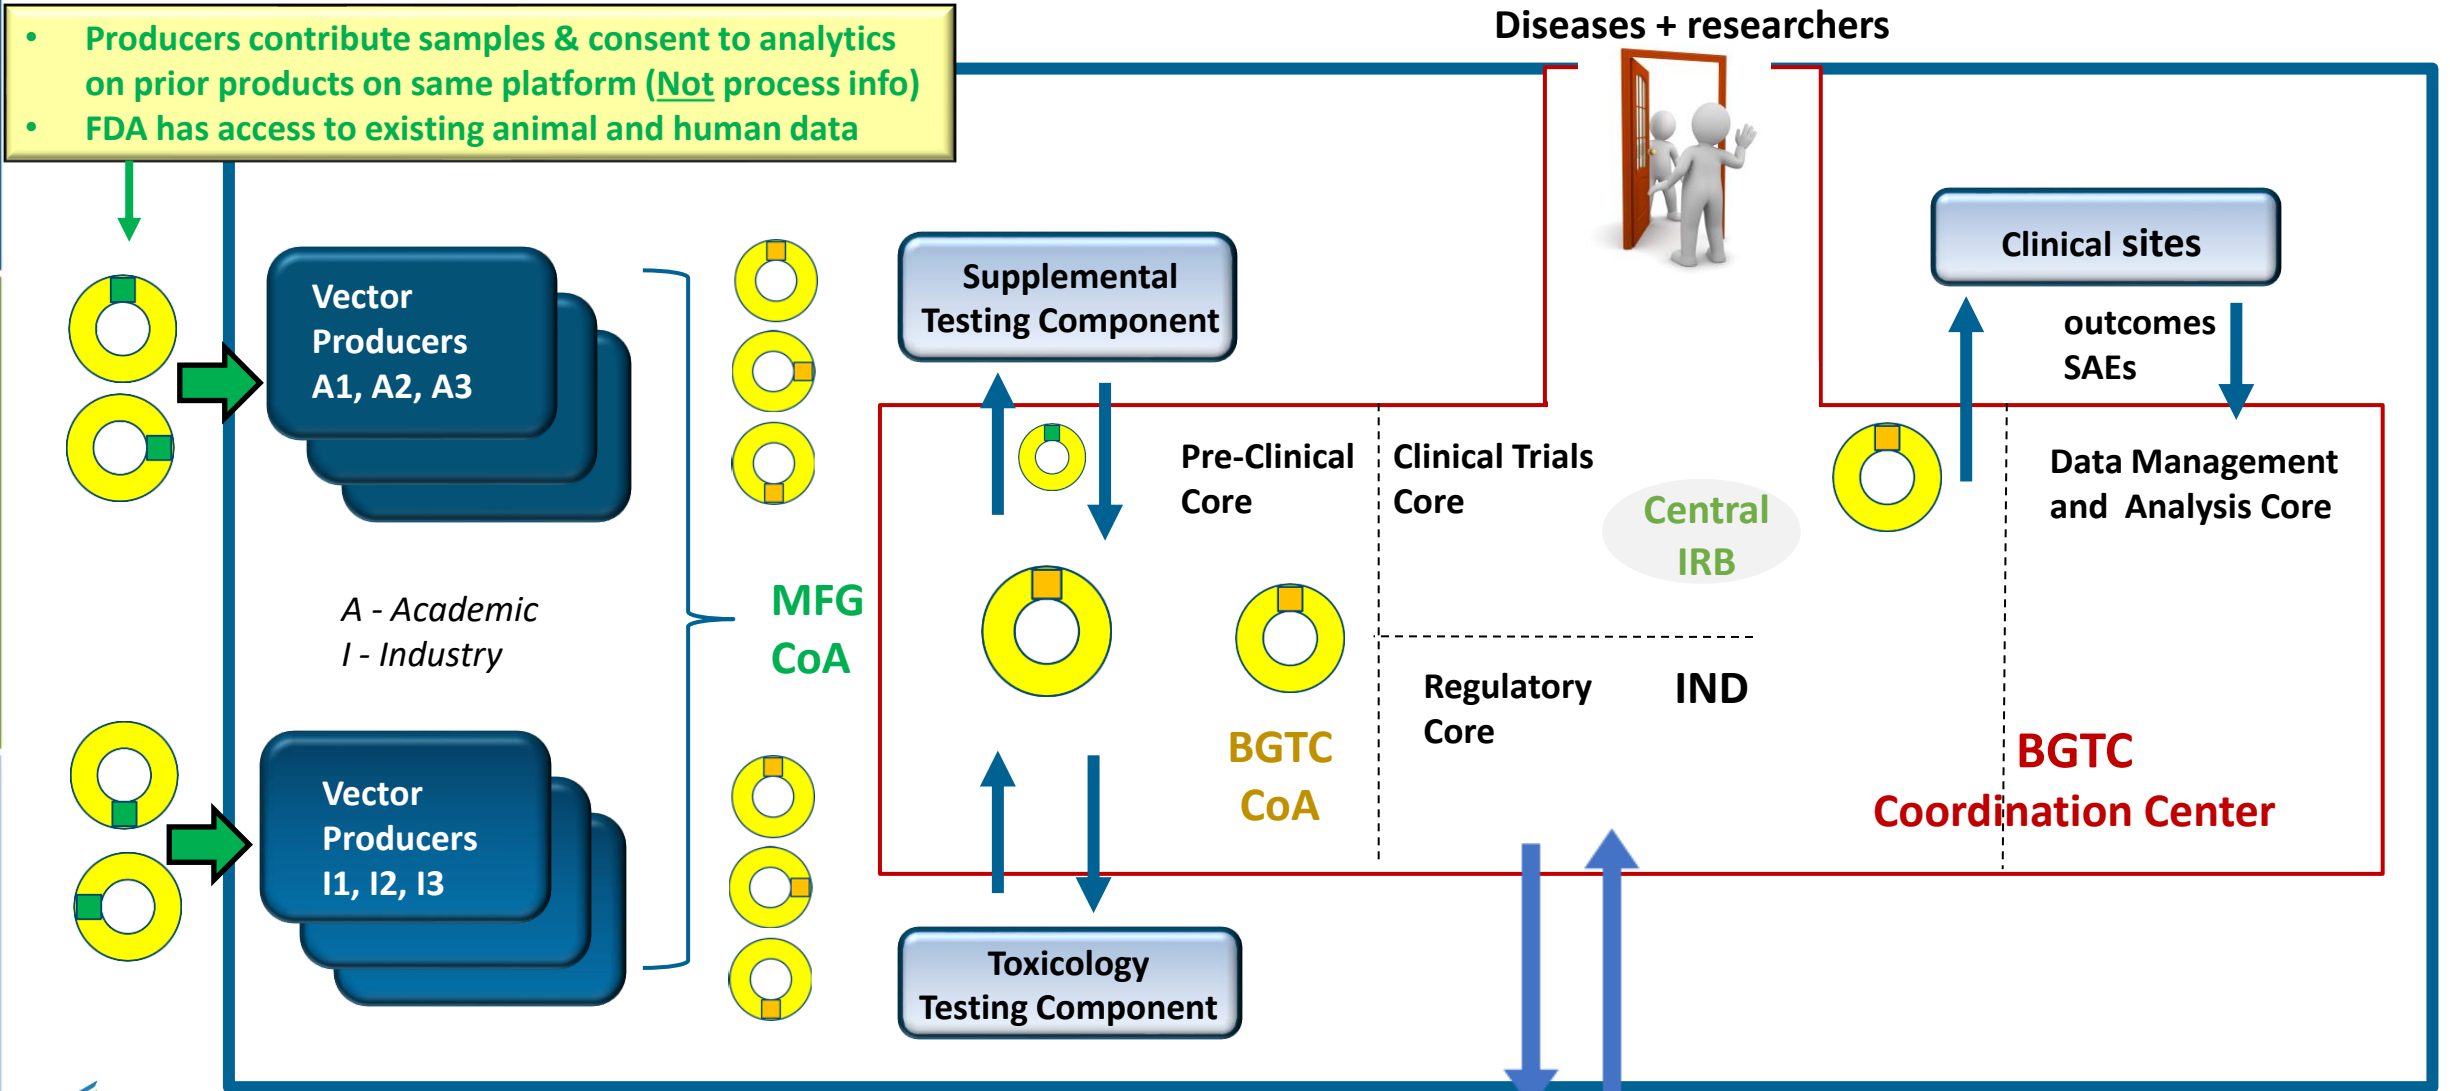 • Producers contribute samples & consent to analytics
on prior products on same platform (Not process info)
• FDA has access to existing animal and human data
Diseases + researchers
Vector
Producers
A1, A2, A3
A - Academic
I - Industry
Vector
Producers
I1, I2, I3
MFG
CoA
Supplemental
Testing Component
Pre-Clinical
Core
BGTC
CoA
Toxicology
Testing Component
Clinical Trials
Core
Central
IRB
Regulatory
Core
IND
Clinical sites
outcomes
SAEs
Data Management
and Analysis Core
BGTC
Coordination Center